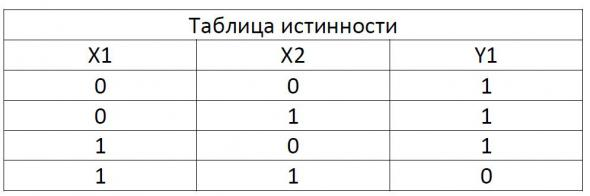 Таблица истинности
X1 X2 Y1
0 0 1
0 1 1
1 0 1
1 1 0